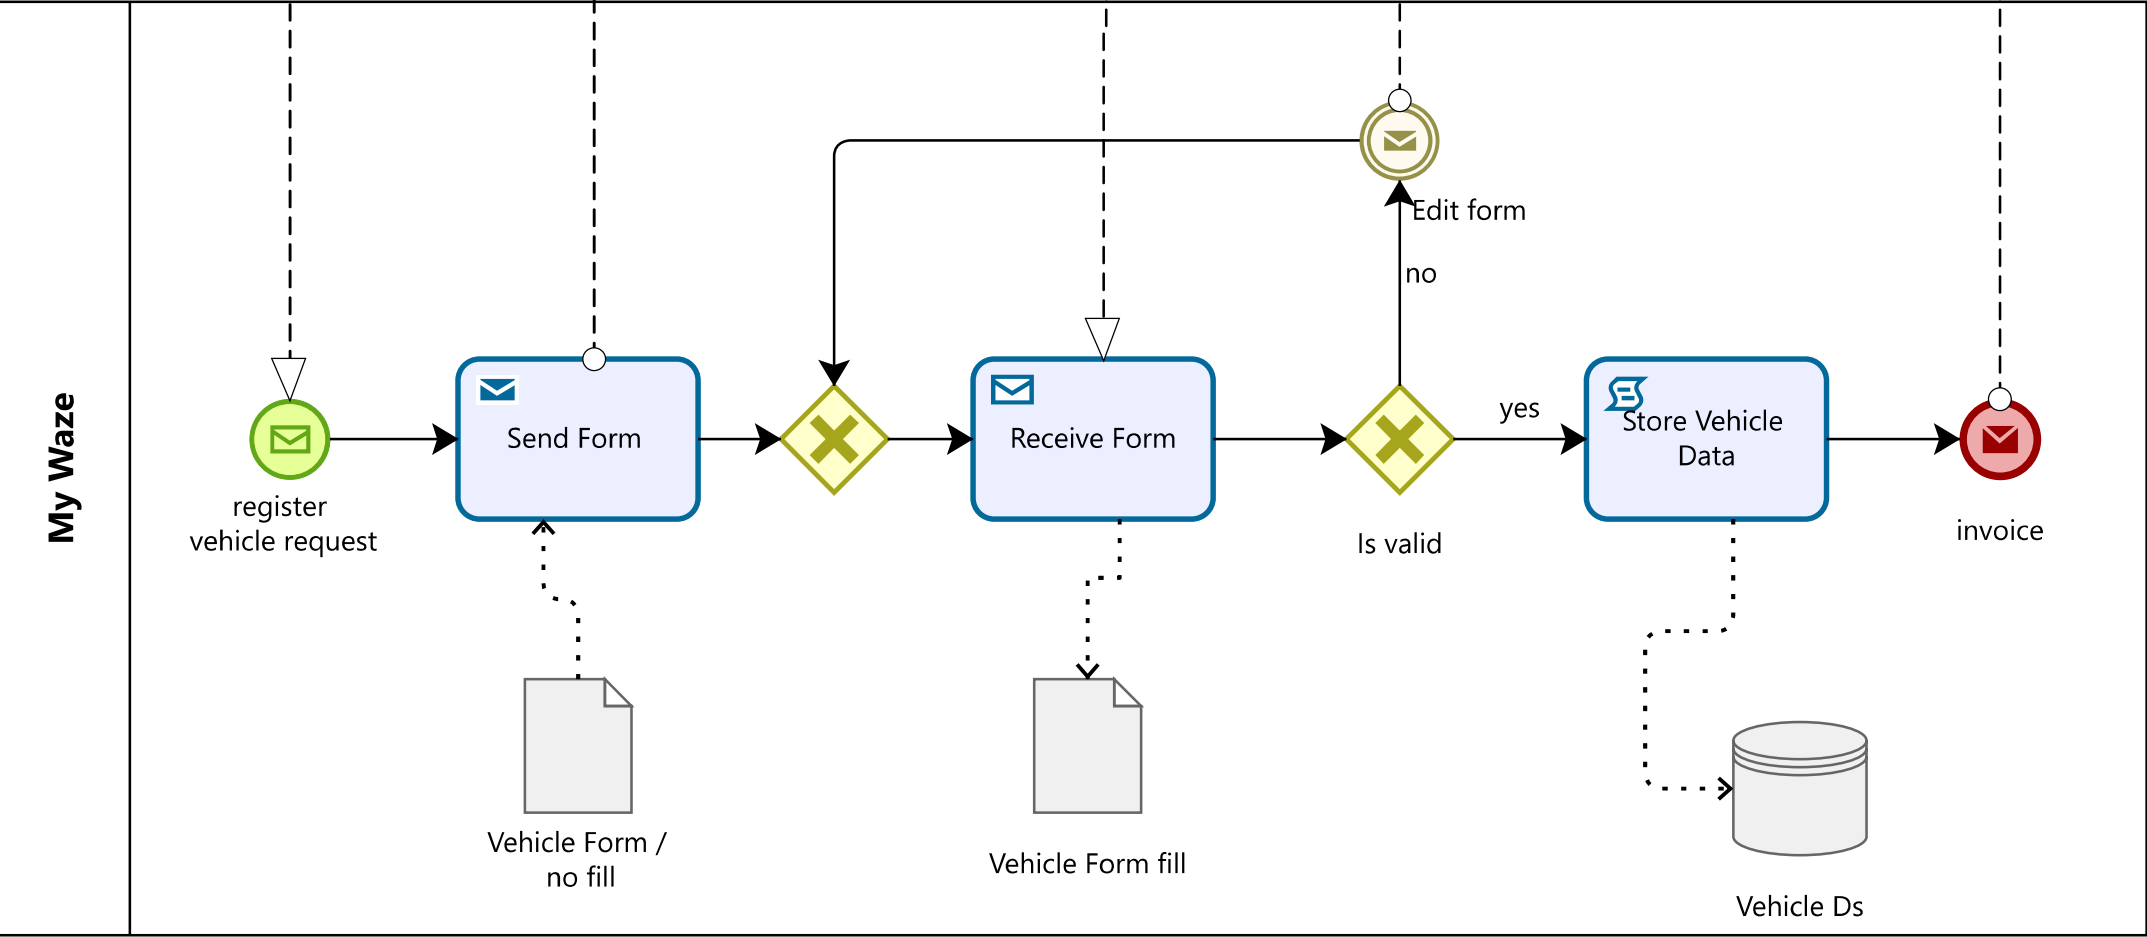 My Waze
register
vehicle request
Send Form
Receive Form
Edit form
no
Is valid
yes
Store Vehicle
Data
invoice
Vehicle Form /
no fill
Vehicle Form fill
Vehicle Ds